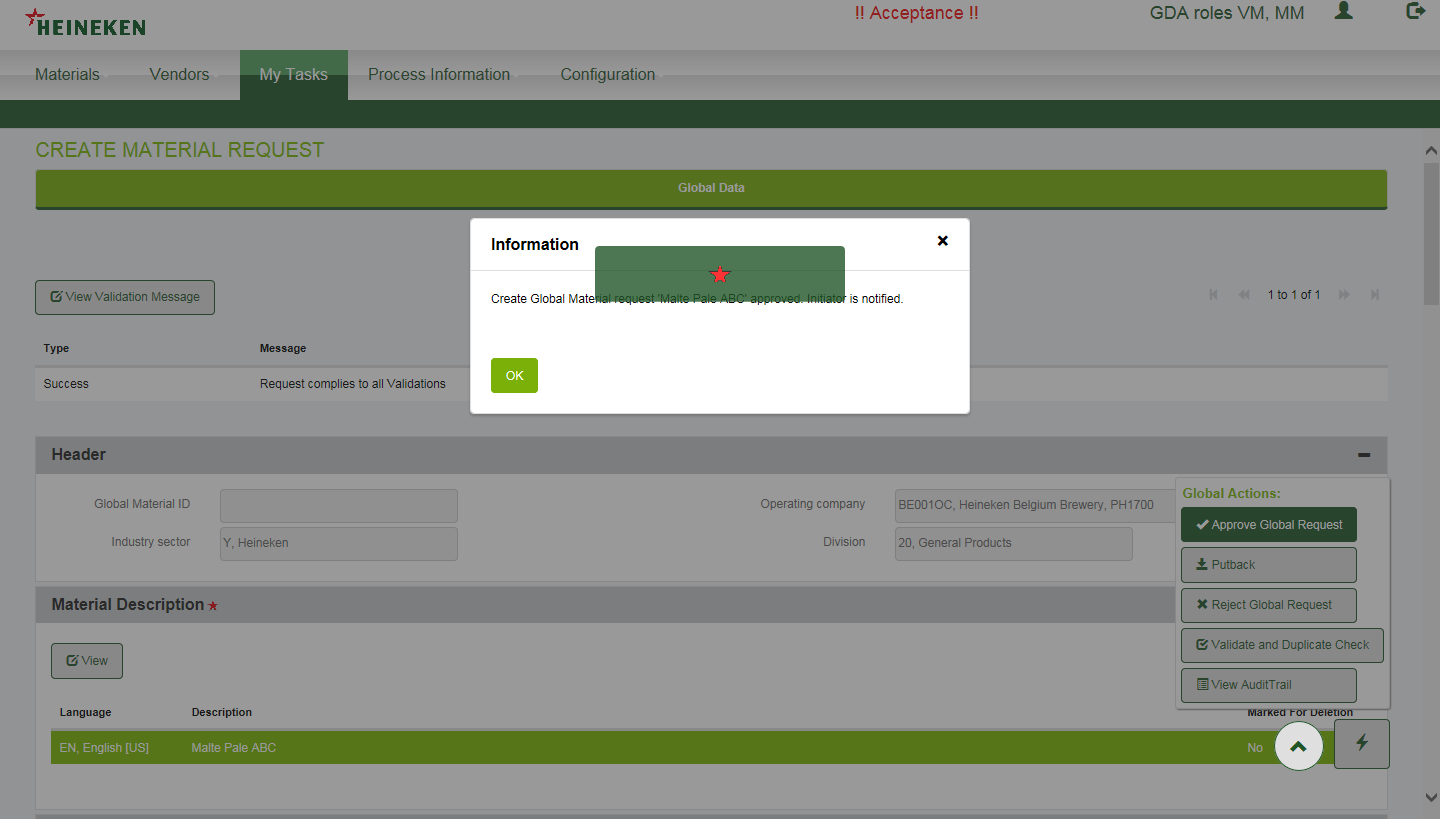 HEINEKEN
!! Acceptance !!
GDA roles VM, MM
Materials
Vendors
My Tasks
Process Information
Configuration
CREATE MATERIAL REQUEST
Global Data
Information
Create Global Material request 'Malte Pale ABC' approved. Initiator is notified.
OK
View Validation Message
1 to 1 of 1
Type Message
Success Request complies to all Validations
Header
Global Material ID
Operating company BE001OC, Heineken Belgium Brewery, PH1700
Industry sector Y, Heineken
Division 20, General Products
Global Actions:
Approve Global Request
Putback
Reject Global Request
Validate and Duplicate Check
View AuditTrail
Material Description
View
Language Description Marked For Deletion
EN, English [US] Malte Pale ABC No